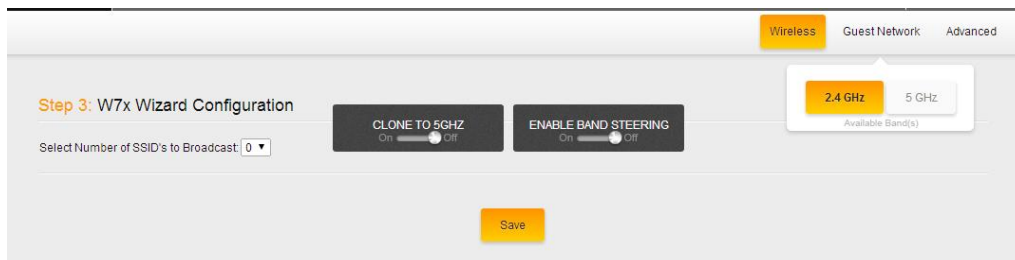 Wireless Guest Network Advanced
2.4 GHz 5 GHz
Available Band(s)
Step 3: W7x Wizard Configuration
CLONE TO 5GHZ
On Off
ENABLE BAND STEERING
On Off
Select Number of SSID's to Broadcast: 0
Save